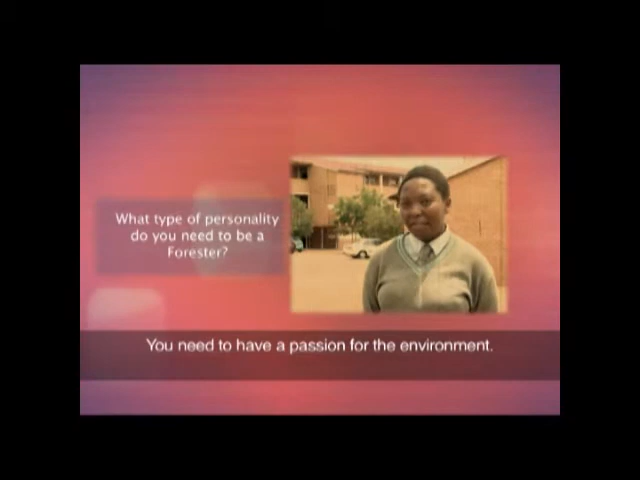 What type of personality
do you need to be a
Forester?
You need to have a passion for the environment.